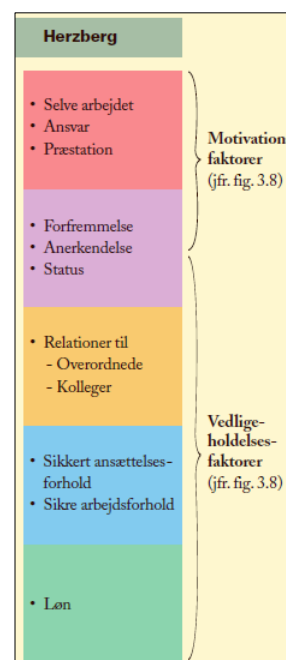 Herzberg
• Selve arbejdet
• Ansvar
• Præstation
Motivation
faktorer
(jfr. fig. 3.8)
• Forfremmelse
• Anerkendelse
• Status
• Relationer til
- Overordnede
- Kolleger
• Sikkert ansættelses-
forhold
• Sikre arbejdsforhold
Vedlige-
holdelses-
faktorer
(jfr. fig. 3.8)
• Løn